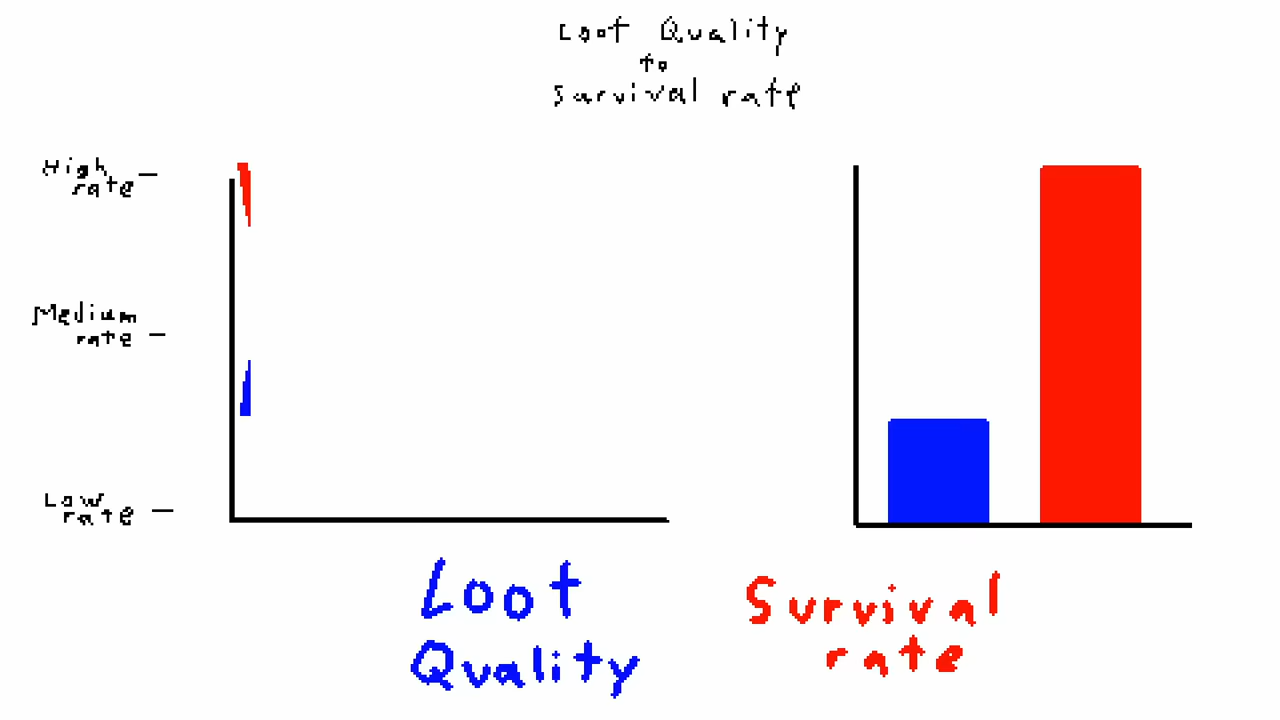 Loot Quality
to
Survival rate
High
rate –
Medium
rate –
Low
rate –
Loot
Quality
Survival
rate